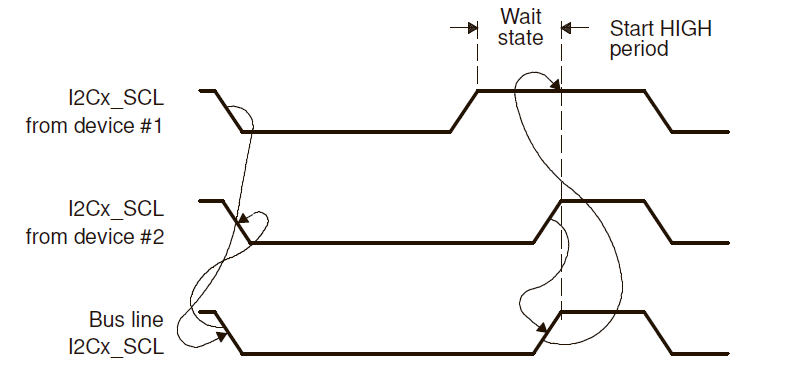 Wait
state
Start HIGH
period
I2Cx_SCL
from device #1
I2Cx_SCL
from device #2
Bus line
I2Cx_SCL